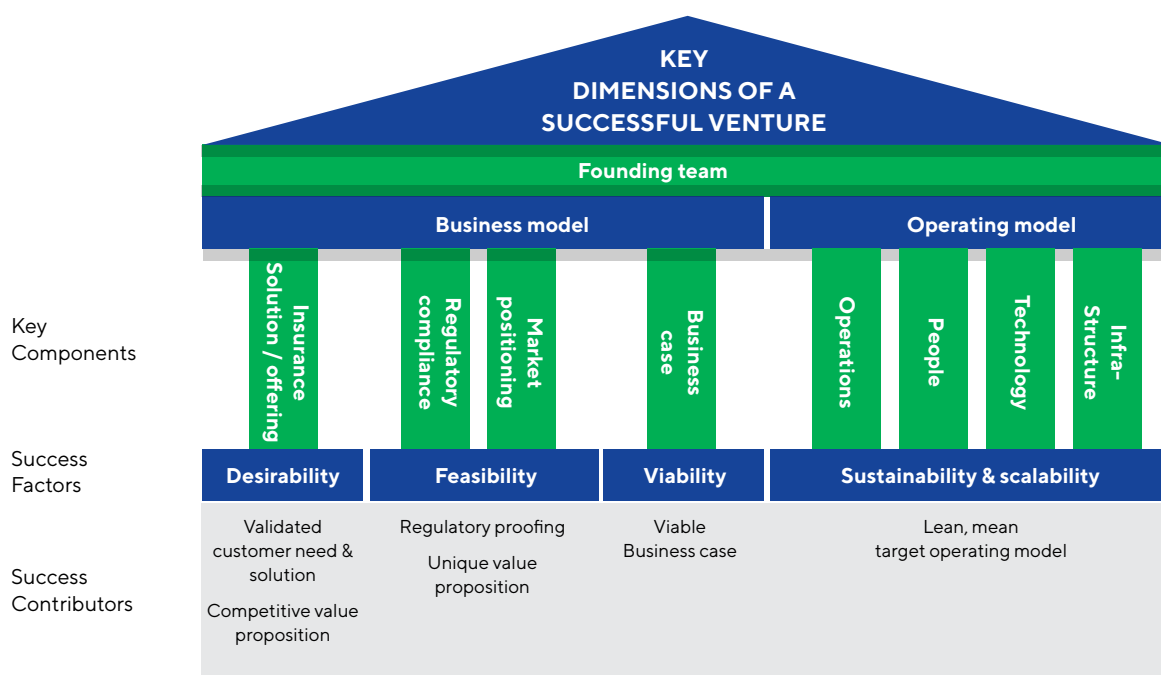 KEY
DIMENSIONS OF A
SUCCESSFUL VENTURE
Founding team
Business model
Operating model
Key
Components
Insurance
Solution / offering
Regulatory
compliance
Market
positioning
Business
case
Operations
People
Technology
Infra-
Structure
Success
Factors
Desirability
Feasibility
Viability
Sustainability & scalability
Success
Contributors
Validated
customer need &
solution
Competitive value
proposition
Regulatory proofing
Unique value
proposition
Viable
Business case
Lean, mean
target operating model